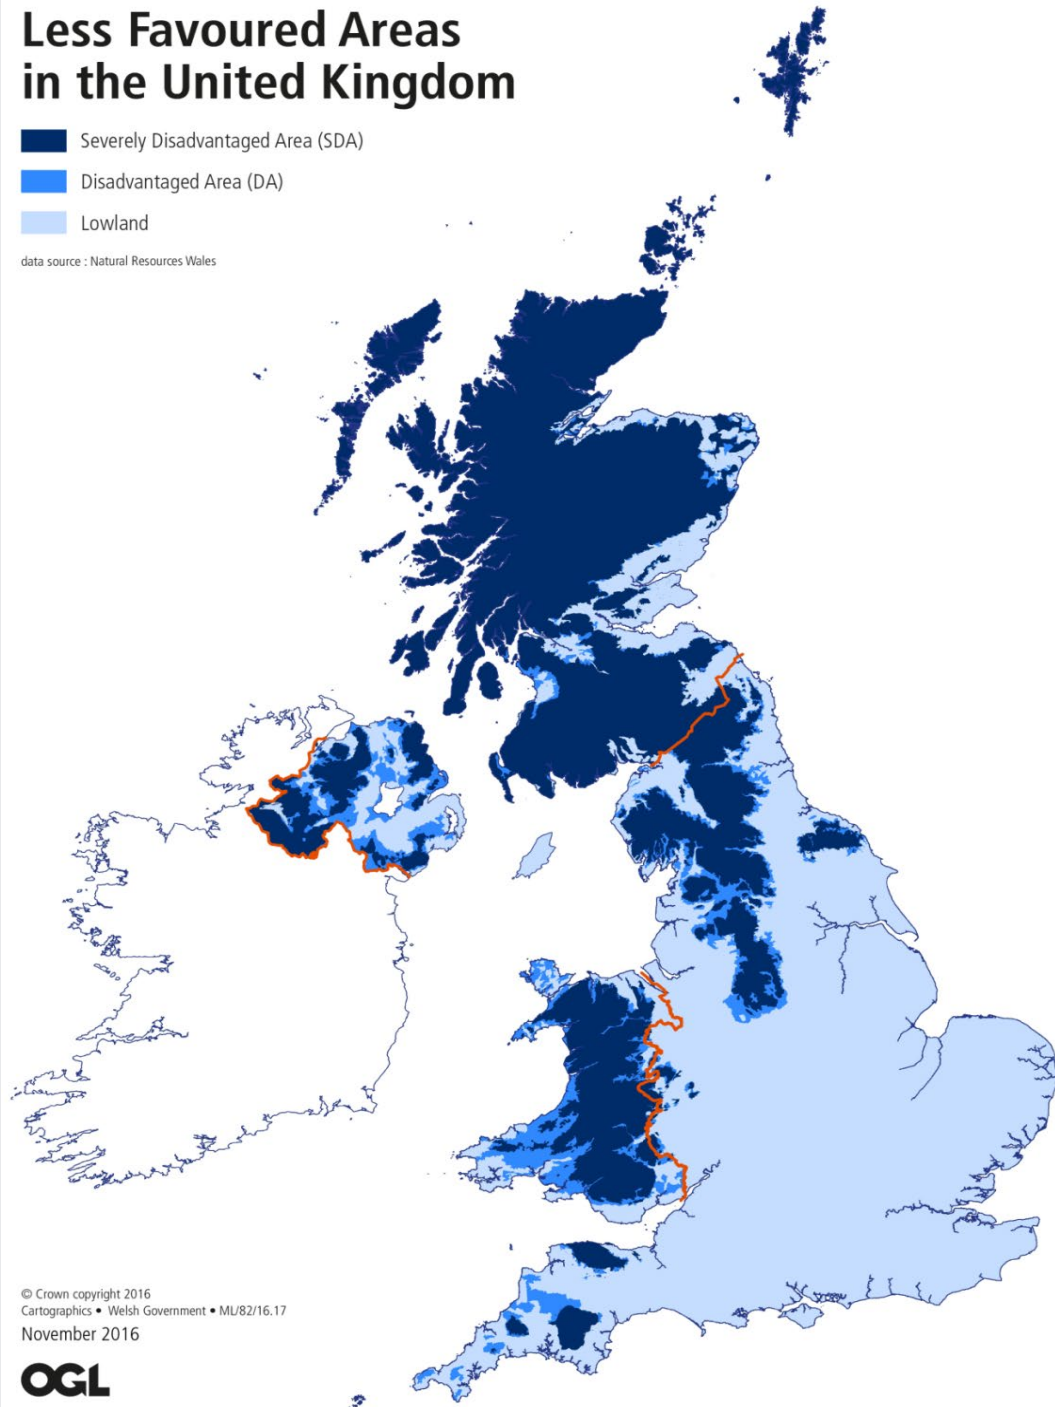 Less Favoured Areas
in the United Kingdom
Severely Disadvantaged Area (SDA)
Disadvantaged Area (DA)
Lowland
data source : Natural Resources Wales
© Crown copyright 2016
Cartographics • Welsh Government • ML/82/16.17
November 2016
OGL